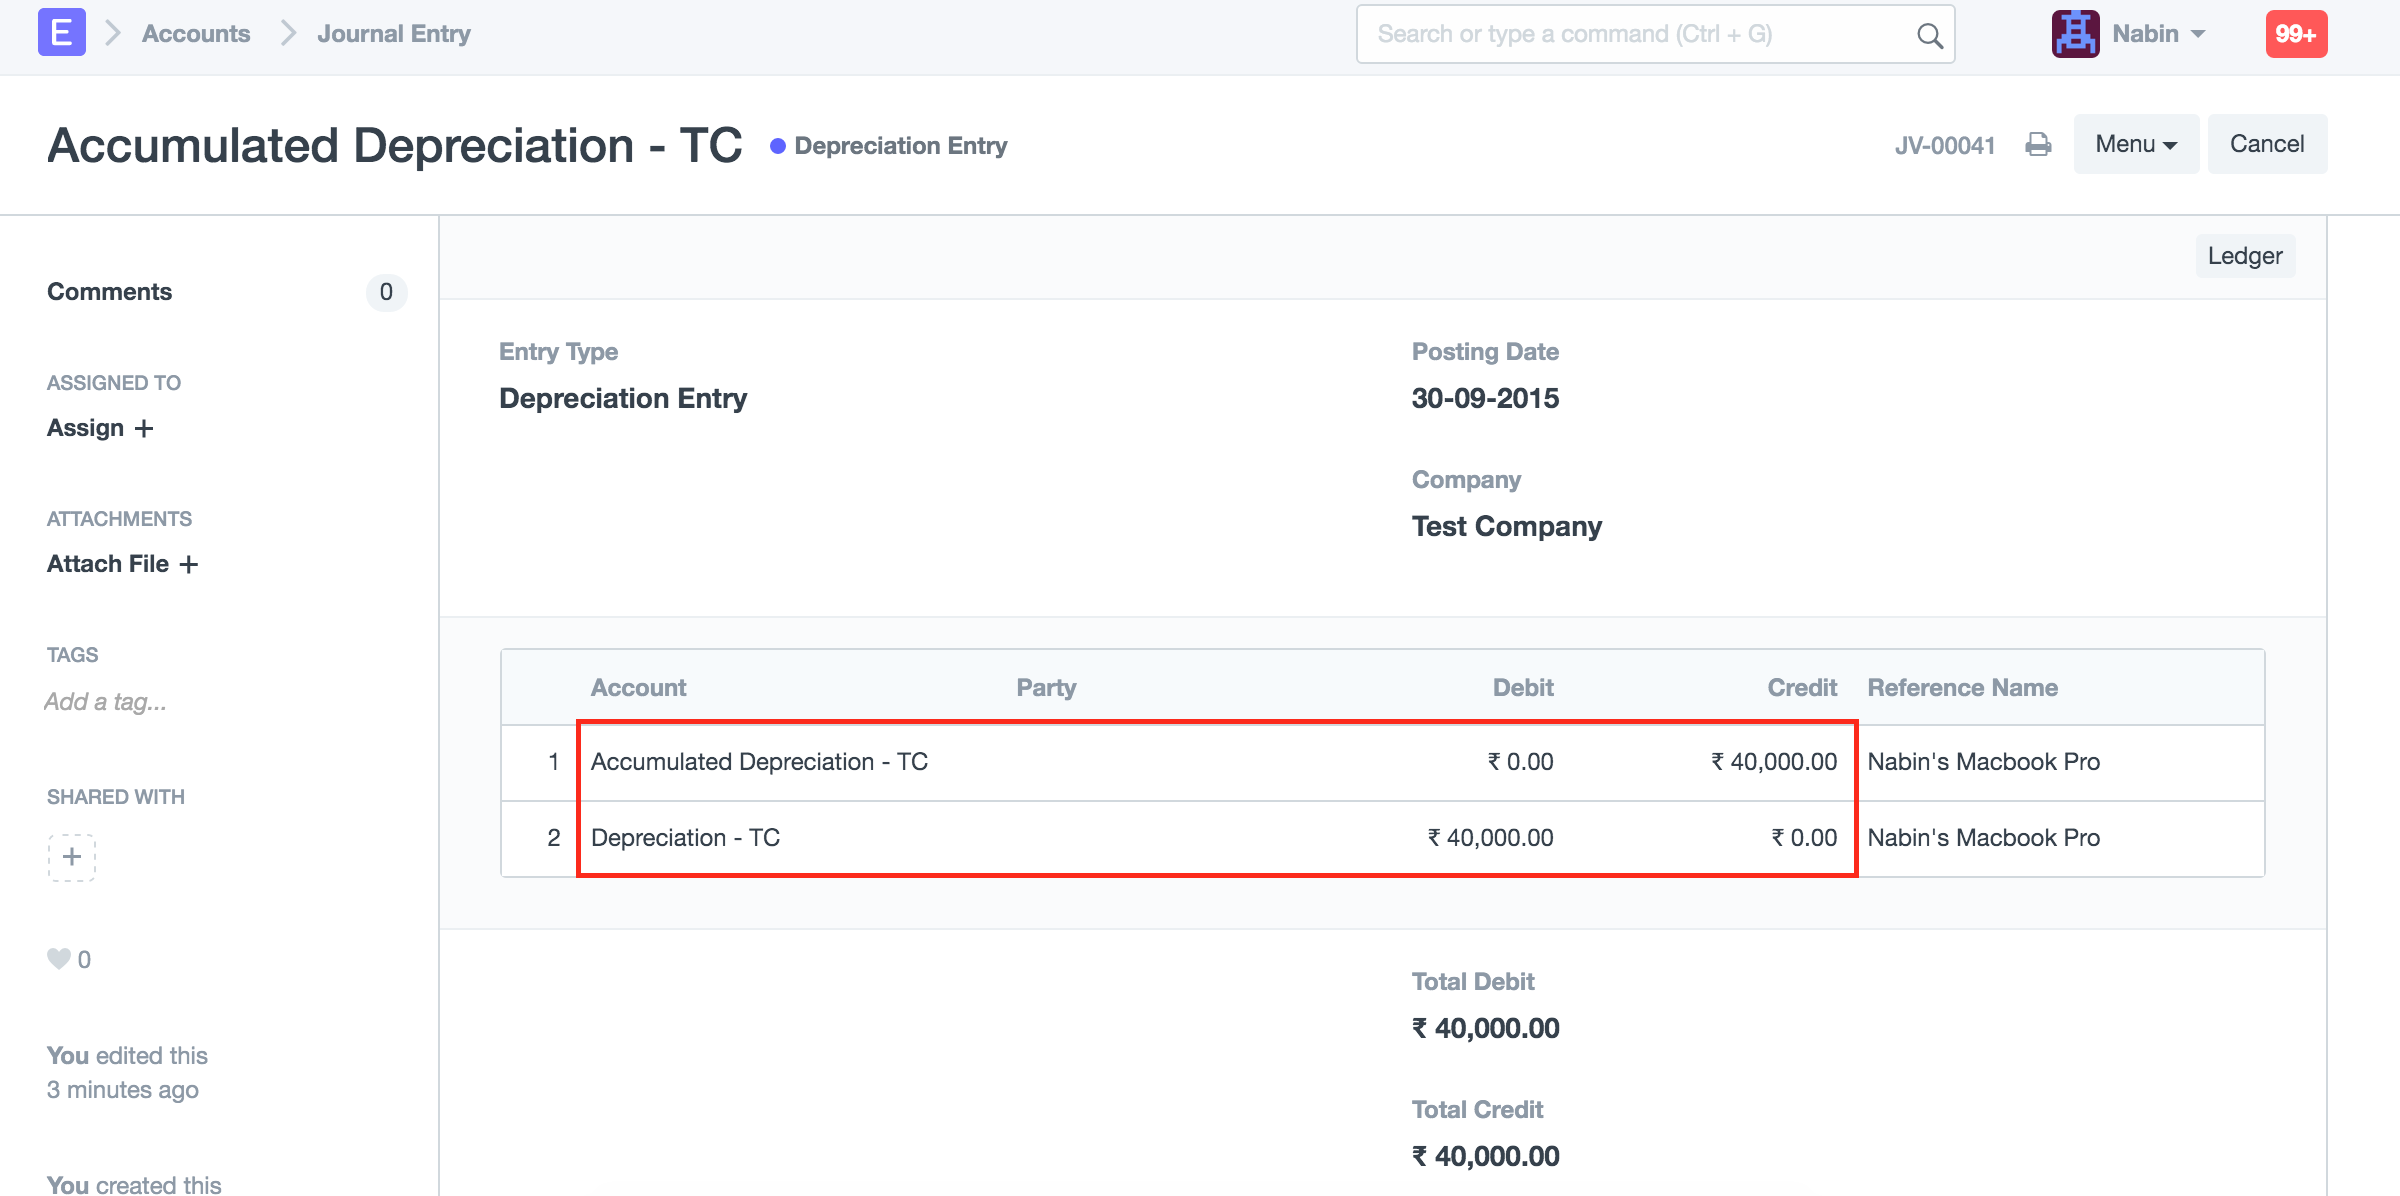 E Accounts Journal Entry Search or type a command (Ctrl + G) Nabin 99+
Accumulated Depreciation - TC Depreciation Entry JV-00041 Menu Cancel
Ledger
Comments 0
ASSIGNED TO
Assign +
ATTACHMENTS
Attach File +
TAGS
Add a tag...
SHARED WITH
+
0
You edited this
3 minutes ago
You created this
Entry Type
Depreciation Entry
Posting Date
30-09-2015
Company
Test Company
Account Party Debit Credit Reference Name
1 Accumulated Depreciation - TC ₹ 0.00 ₹ 40,000.00 Nabin's Macbook Pro
2 Depreciation - TC ₹ 40,000.00 ₹ 0.00 Nabin's Macbook Pro
Total Debit
₹ 40,000.00
Total Credit
₹ 40,000.00